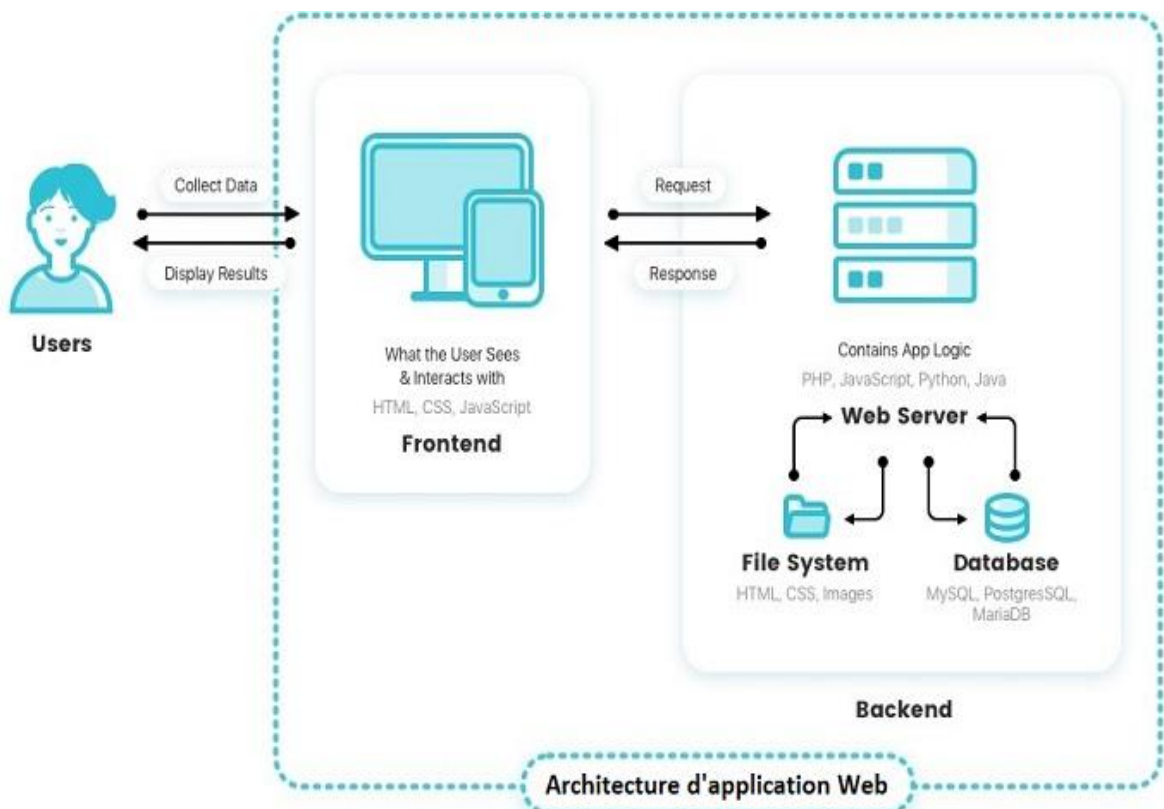 Collect Data
Display Results
Users
What the User Sees
& Interacts with
HTML, CSS, JavaScript
Frontend
Request
Response
Contains App Logic
PHP, JavaScript, Python, Java
Web Server
File System
HTML, CSS, Images
Database
MySQL, PostgresSQL,
MariaDB
Backend
Architecture d'application Web